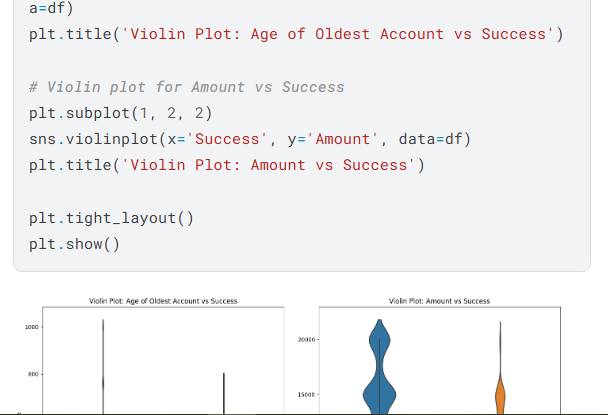 a=df)
plt.title('Violin Plot: Age of Oldest Account vs Success')
# Violin plot for Amount vs Success
plt.subplot(1, 2, 2)
sns.violinplot(x='Success', y='Amount', data=df)
plt.title('Violin Plot: Amount vs Success')
plt.tight_layout()
plt.show()
Violin Plot: Age of Oldest Account vs Success
1000
800
Violin Plot: Amount vs Success
20000
15000